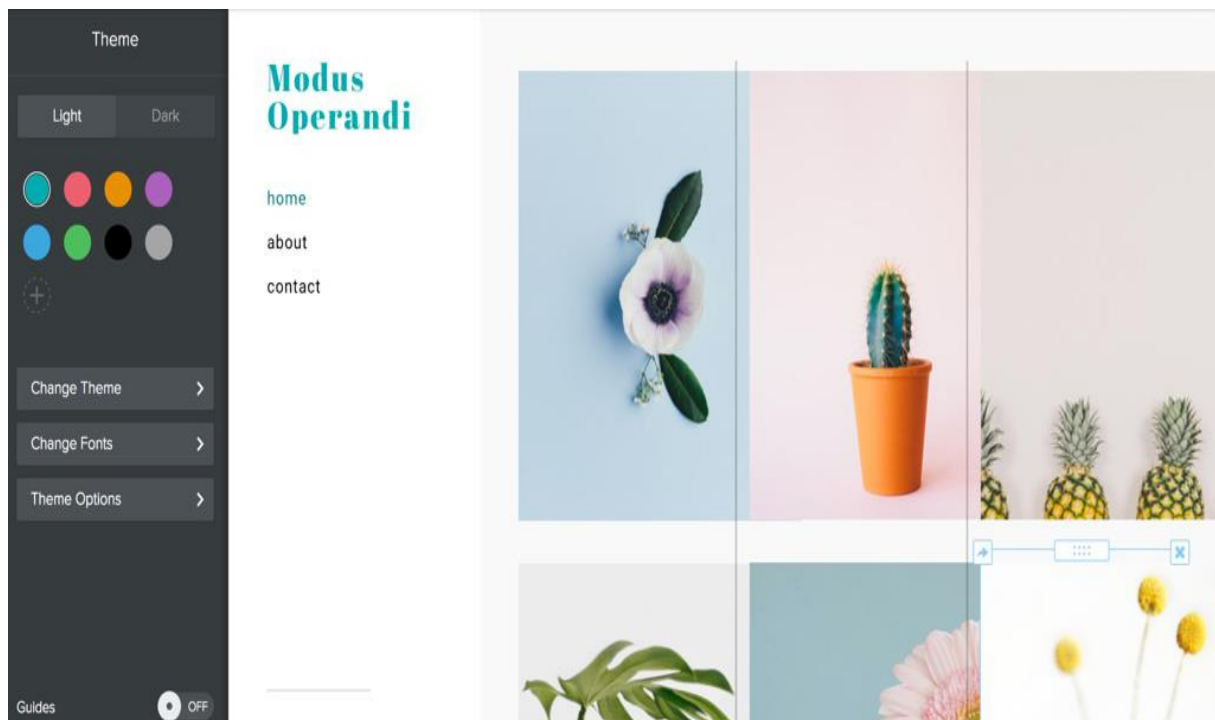 Theme
Light
Dark
Change Theme
Change Fonts
Theme Options
Guides
OFF
Modus
Operandi
home
about
contact